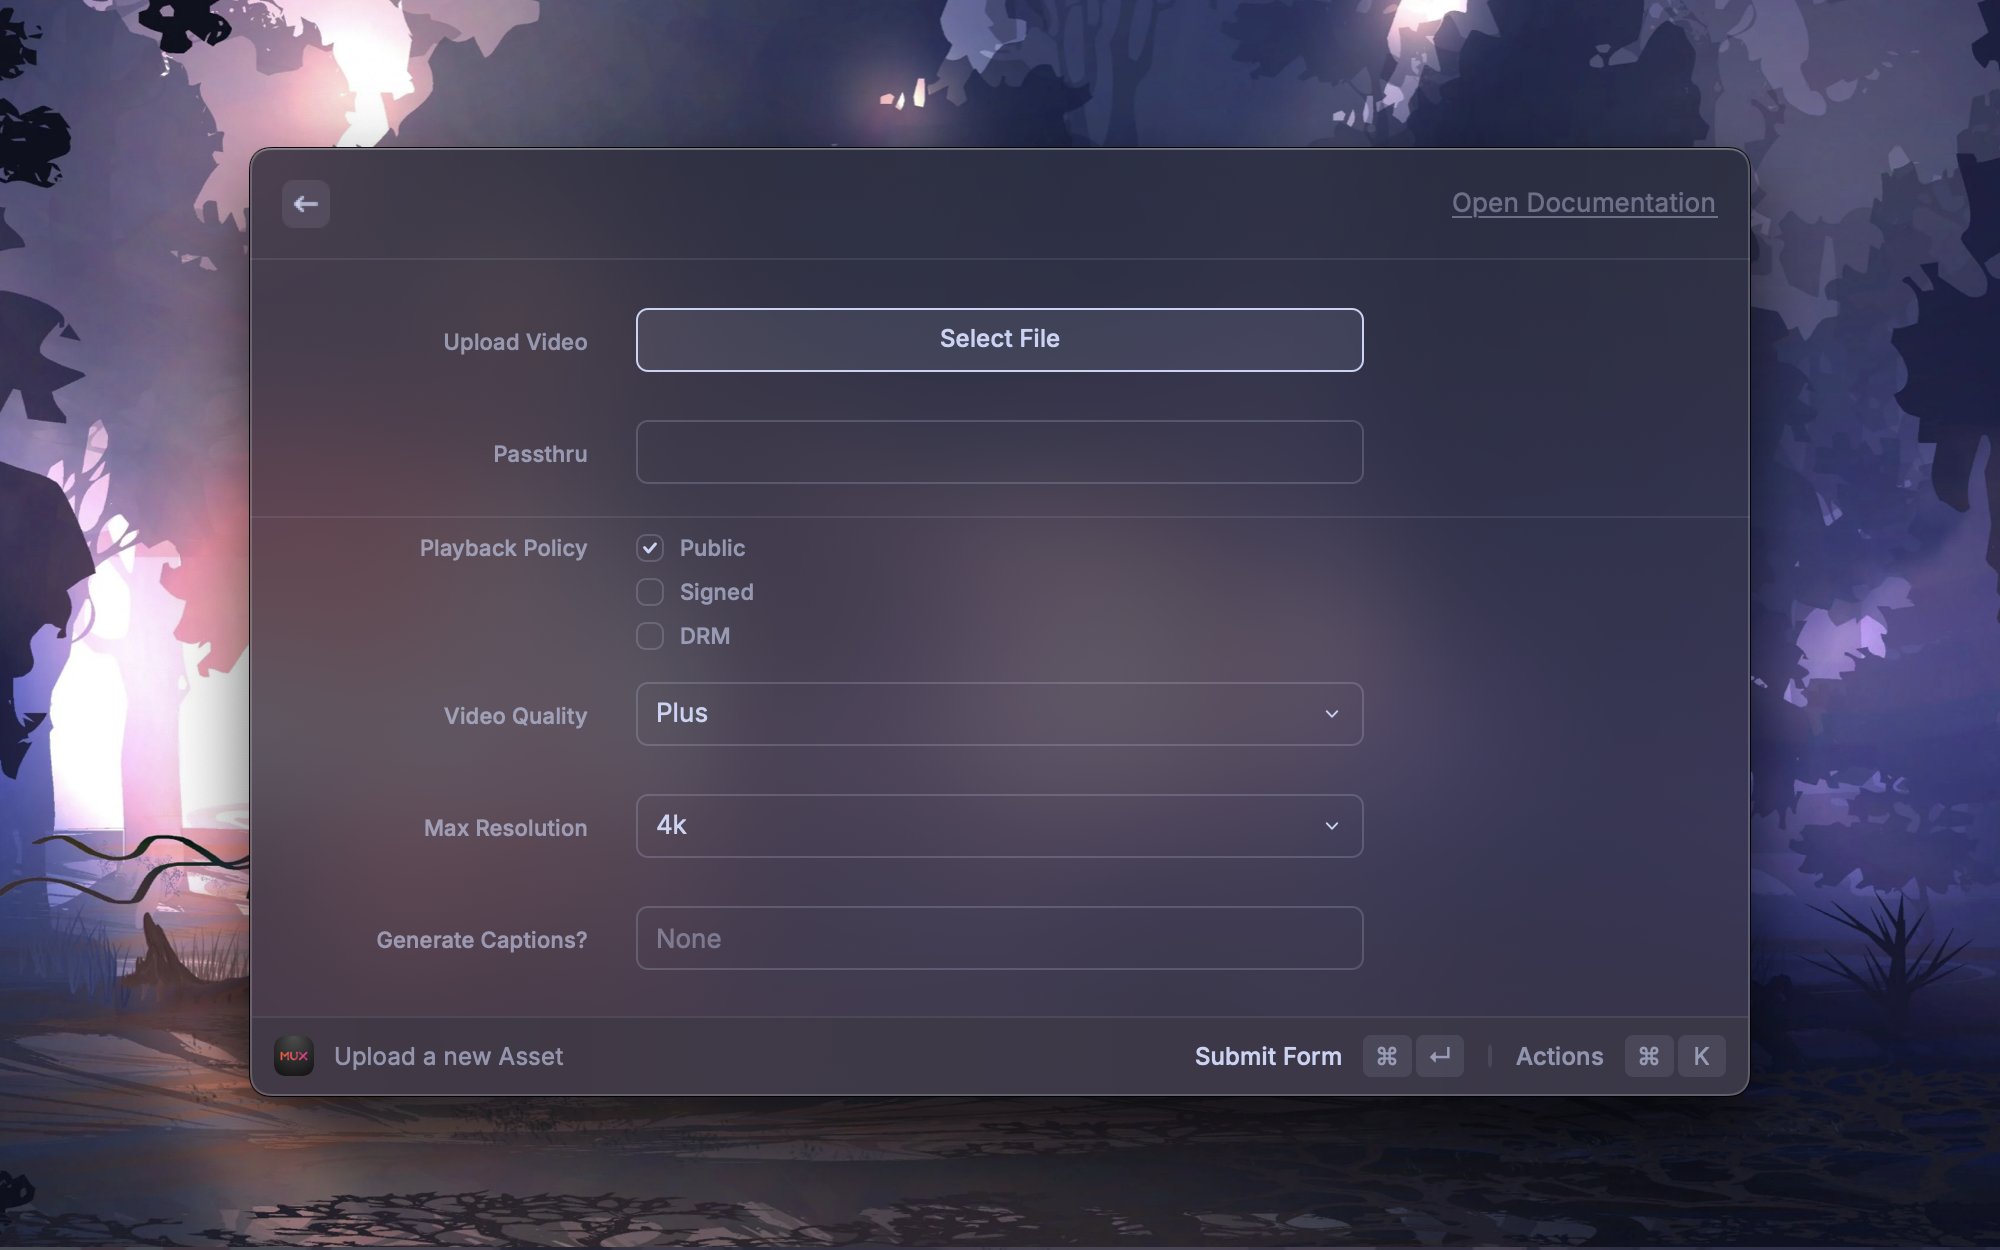 Open Documentation
Upload Video
Select File
Passthru
Playback Policy
Public
Signed
DRM
Video Quality
Plus
Max Resolution
4k
Generate Captions?
None
MUX
Upload a new Asset
Submit Form ⌘ ↵
Actions ⌘ K